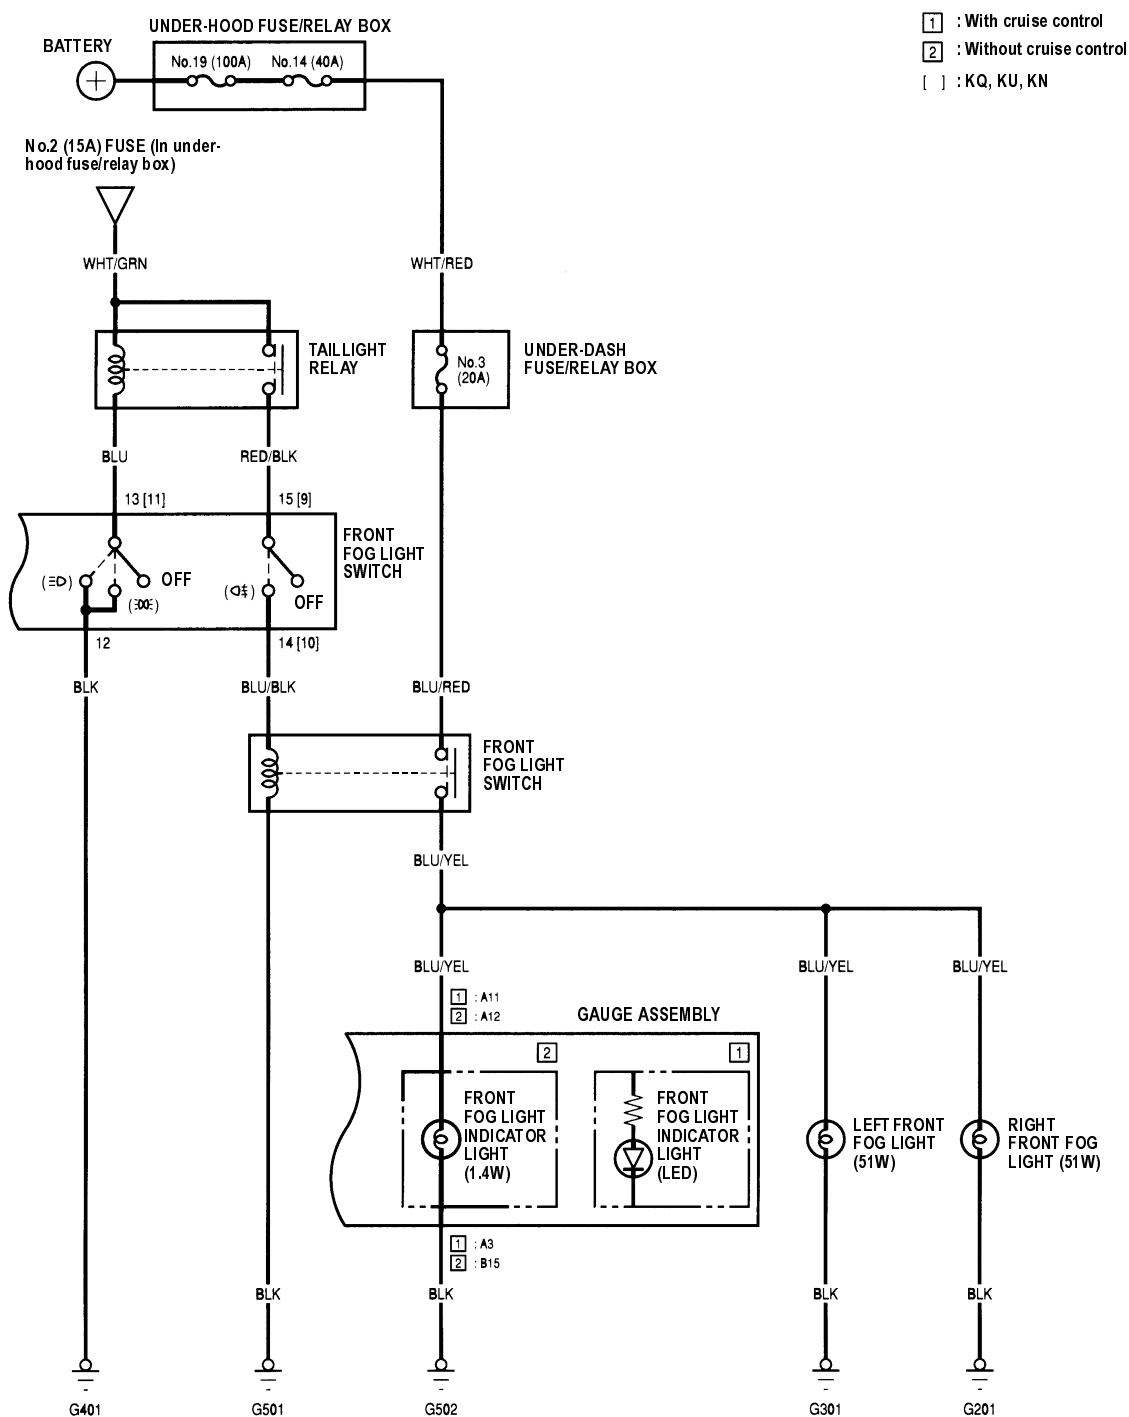 UNDER-HOOD FUSE/RELAY BOX
1 : With cruise control
2 : Without cruise control
[ ] : KQ, KU, KN
BATTERY
No.19 (100A) No.14 (40A)
No.2 (15A) FUSE (In under-
hood fuse/relay box)
WHT/GRN
WHT/RED
TAILLIGHT
RELAY
No.3
(20A)
UNDER-DASH
FUSE/RELAY BOX
BLU
RED/BLK
13 [11]
15 [9]
FRONT
FOG LIGHT
SWITCH
OFF
OFF
12
14 [10]
BLK
BLU/BLK
BLU/RED
FRONT
FOG LIGHT
SWITCH
BLU/YEL
BLU/YEL
BLU/YEL
BLU/YEL
1 : A11
2 : A12
GAUGE ASSEMBLY
2
1
FRONT
FOG LIGHT
INDICATOR
LIGHT
(1.4W)
FRONT
FOG LIGHT
INDICATOR
LIGHT
(LED)
LEFT FRONT
FOG LIGHT
(51W)
RIGHT
FRONT FOG
LIGHT (51W)
1 : A3
2 : B15
BLK
BLK
BLK
BLK
G401
G501
G502
G301
G201